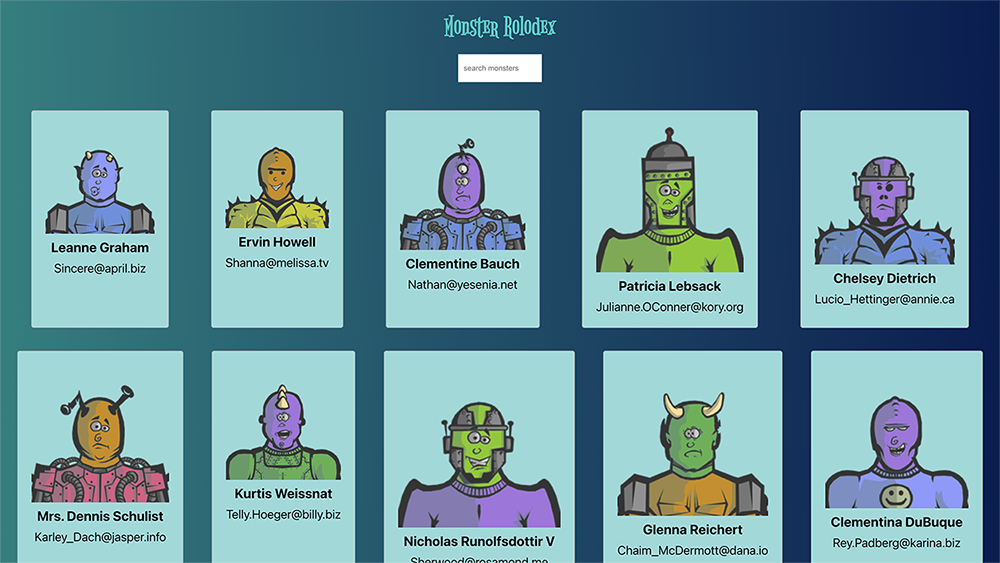 Monster Rolodex
search monsters
Leanne Graham
Sincere@april.biz
Ervin Howell
Shanna@melissa.tv
Clementine Bauch
Nathan@yesenia.net
Patricia Lebsack
Julianne.OConner@kory.org
Chelsey Dietrich
Lucio_Hettinger@annie.ca
Mrs. Dennis Schulist
Karley_Dach@jasper.info
Kurtis Weissnat
Telly.Hoeger@billy.biz
Nicholas Runolfsdottir V
Sherwood@rosamond.me
Glenna Reichert
Chaim_McDermott@dana.io
Clementina DuBuque
Rey.Padberg@karina.biz